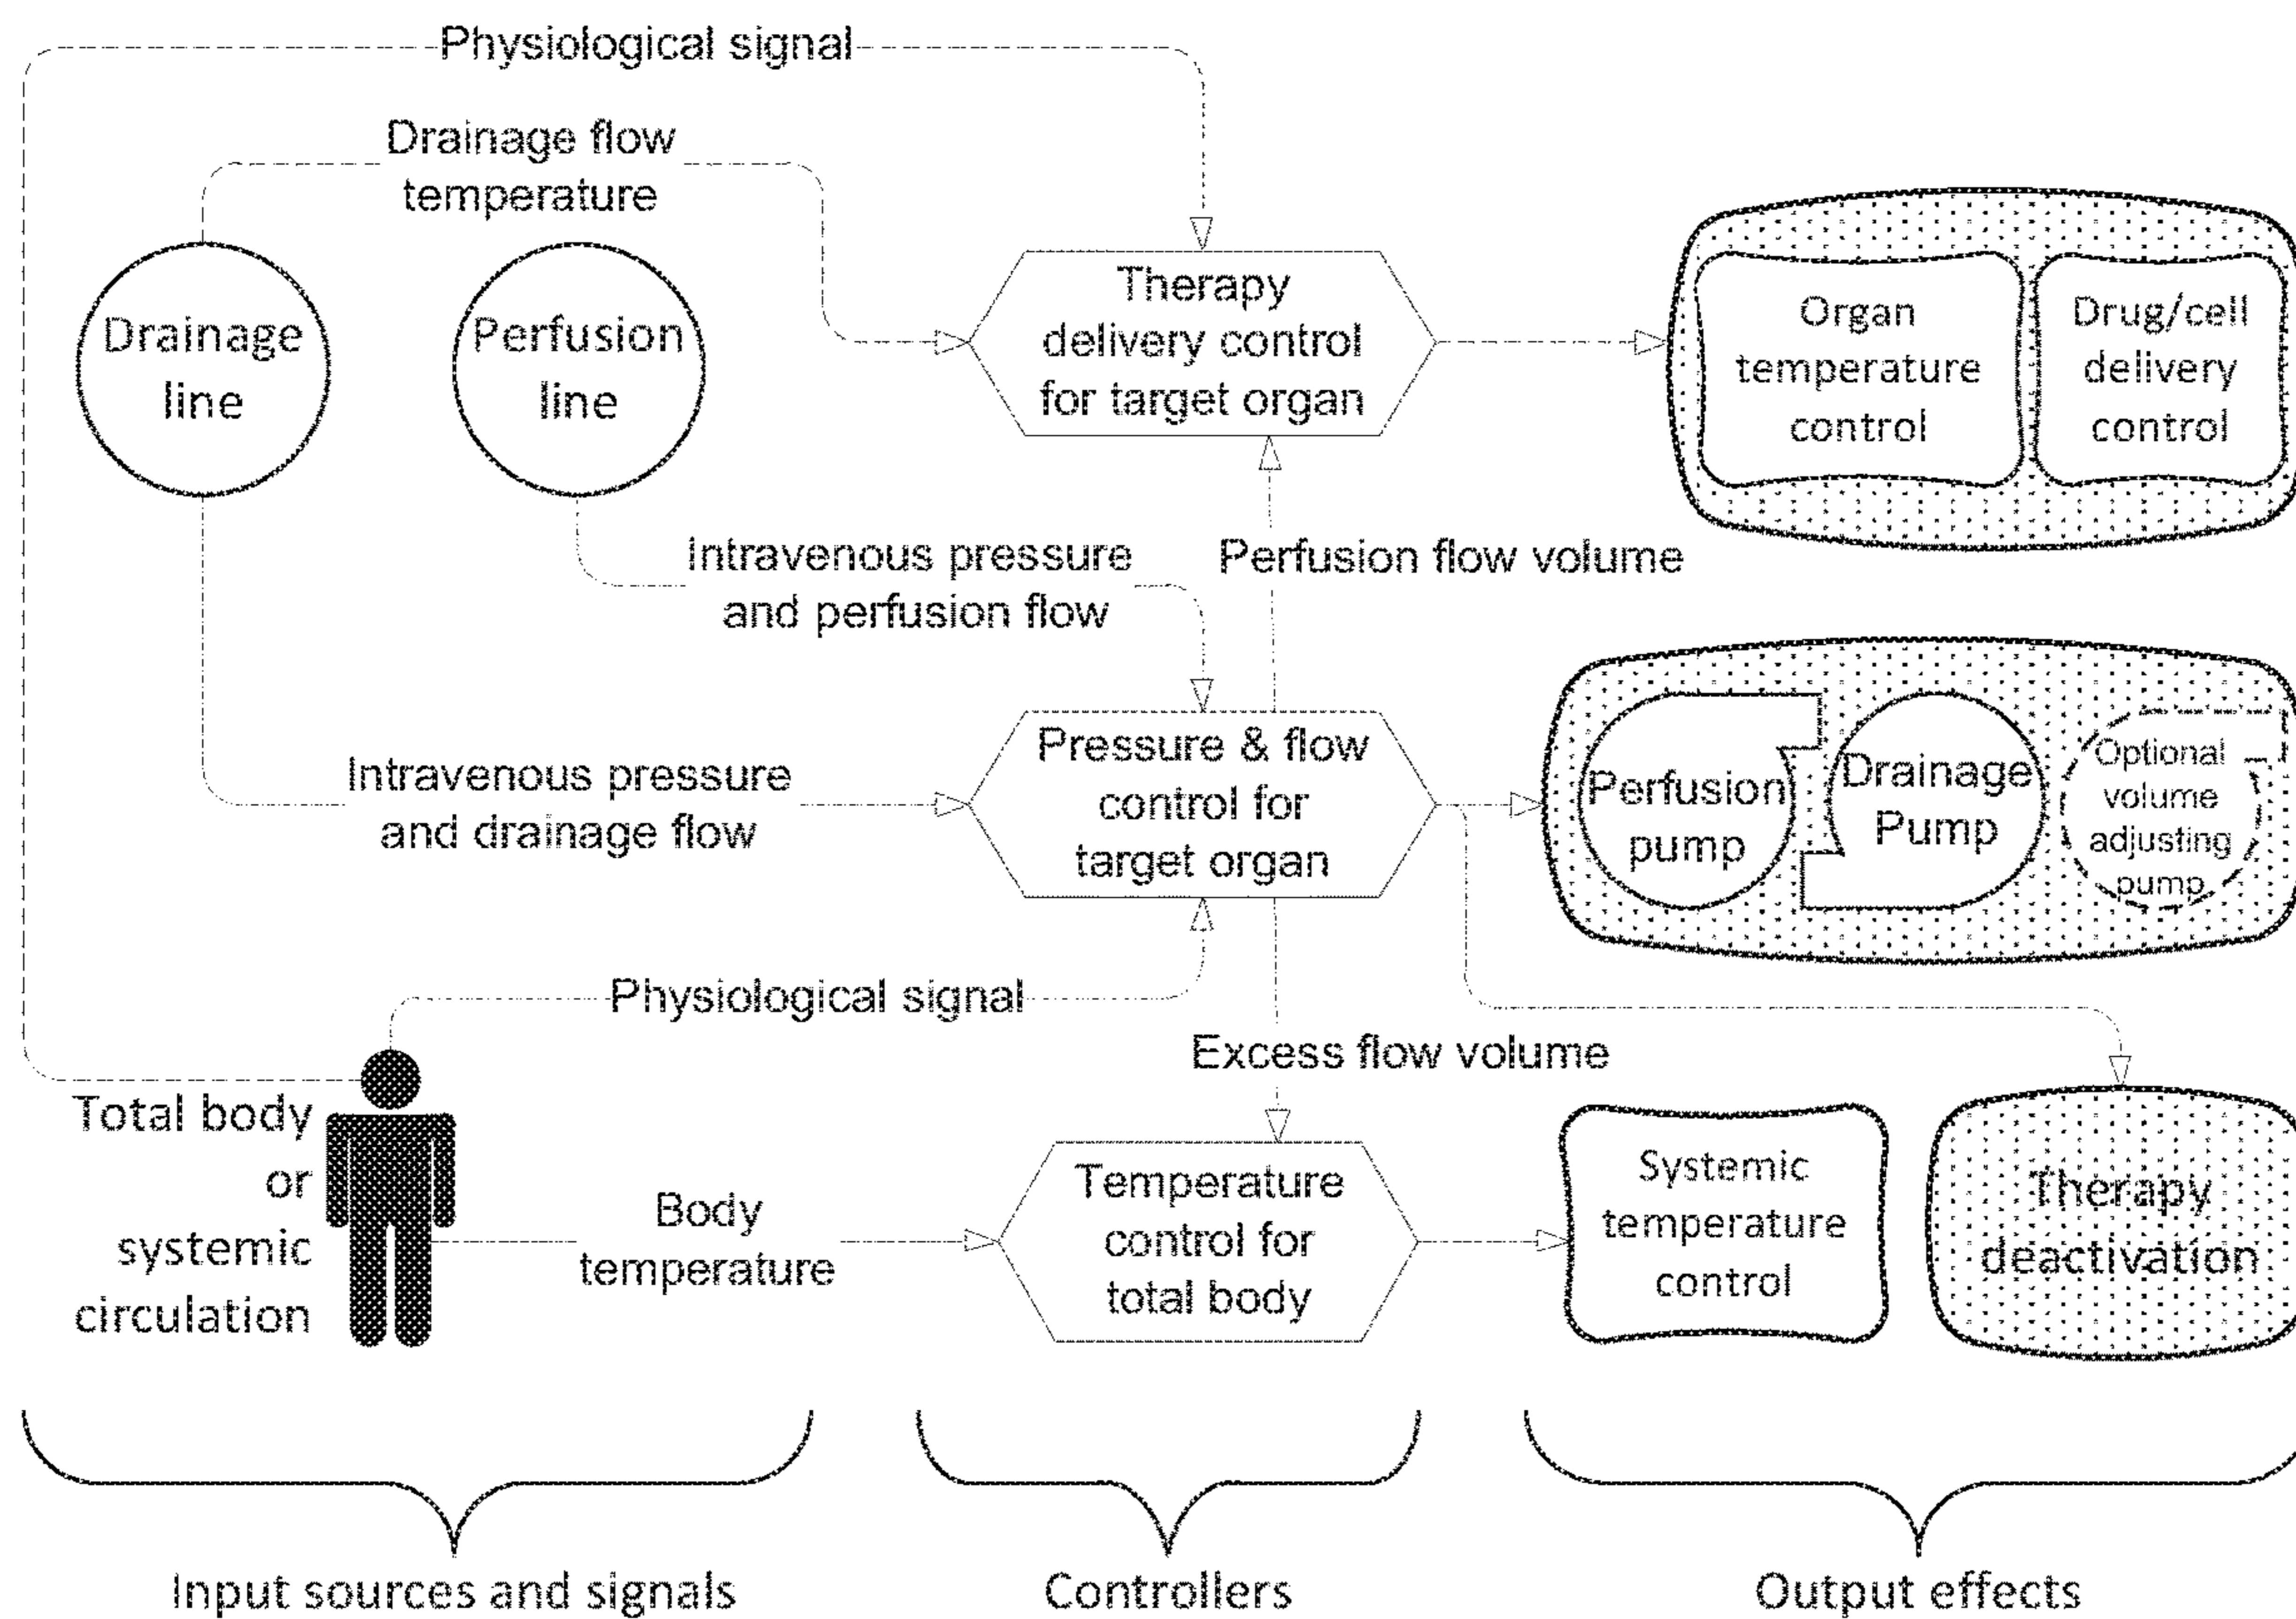 Physiological signal
Drainage flow
temperature
Drainage
line
Perfusion
line
Therapy
delivery control
for target organ
Organ
temperature
control
Drug/cell
delivery
control
Intravenous pressure
and perfusion flow
Perfusion flow volume
Intravenous pressure
and drainage flow
Pressure & flow
control for
target organ
Perfusion
pump
Drainage
Pump
Optional
volume
adjusting
pump
Physiological signal
Excess flow volume
Total body
or
systemic
circulation
Body
temperature
Temperature
control for
total body
Systemic
temperature
control
Therapy
deactivation
Input sources and signals
Controllers
Output effects